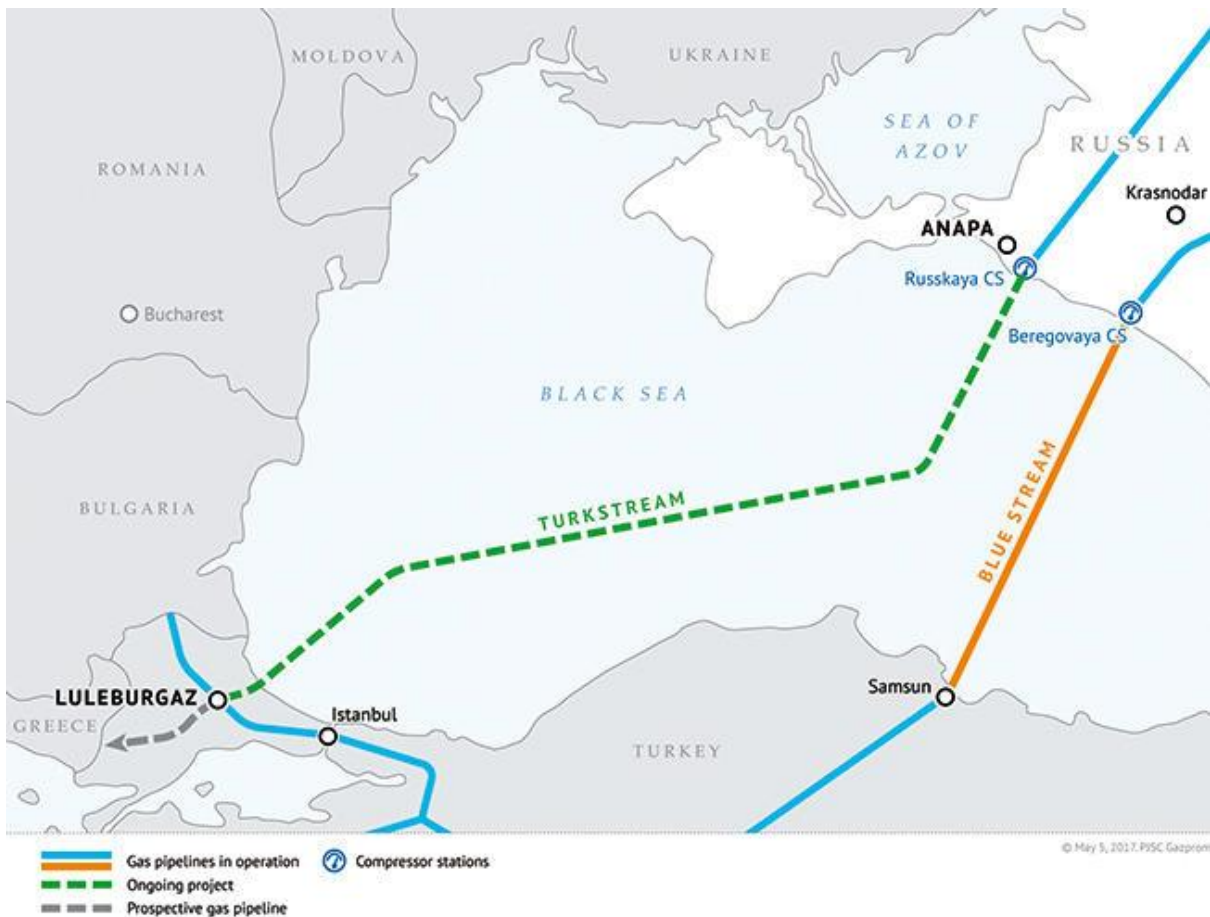 MOLDOVA
UKRAINE
SEA OF
AZOV
RUSSIA
ROMANIA
Krasnodar
ANAPA
Russkaya CS
Bucharest
Beregovaya CS
BLACK SEA
BLUE STREAM
BULGARIA
TURKSTREAM
LULEBURGAZ
Samsun
Istanbul
GREECE
TURKEY
Gas pipelines in operation
Compressor stations
© May 5, 2017. PJSC Gazprom
Ongoing project
Prospective gas pipeline